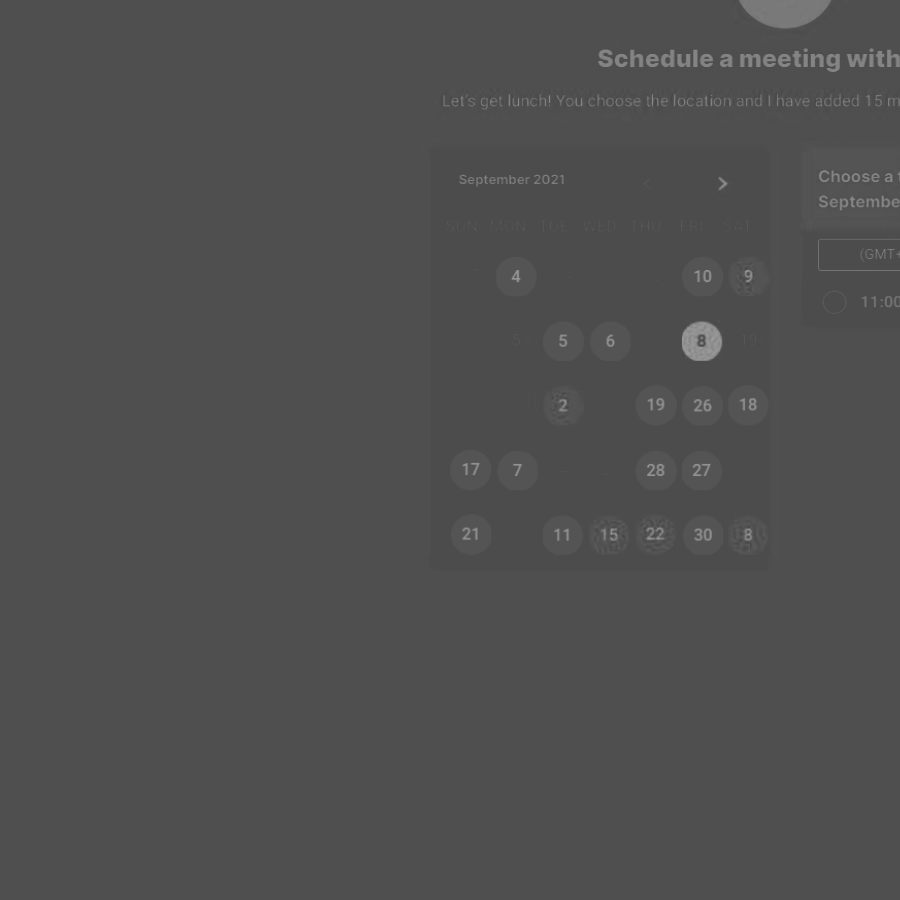 Schedule a meeting with
Let's get lunch! You choose the location and I have added 15 m
September 2021
Choose a
Septembe
SUN MON TUE WED THU FRI SAT
(GMT+
11:00
4 10 9
5 5 6 8 19
2 19 26 18
17 7 28 27
21 11 15 22 30 8